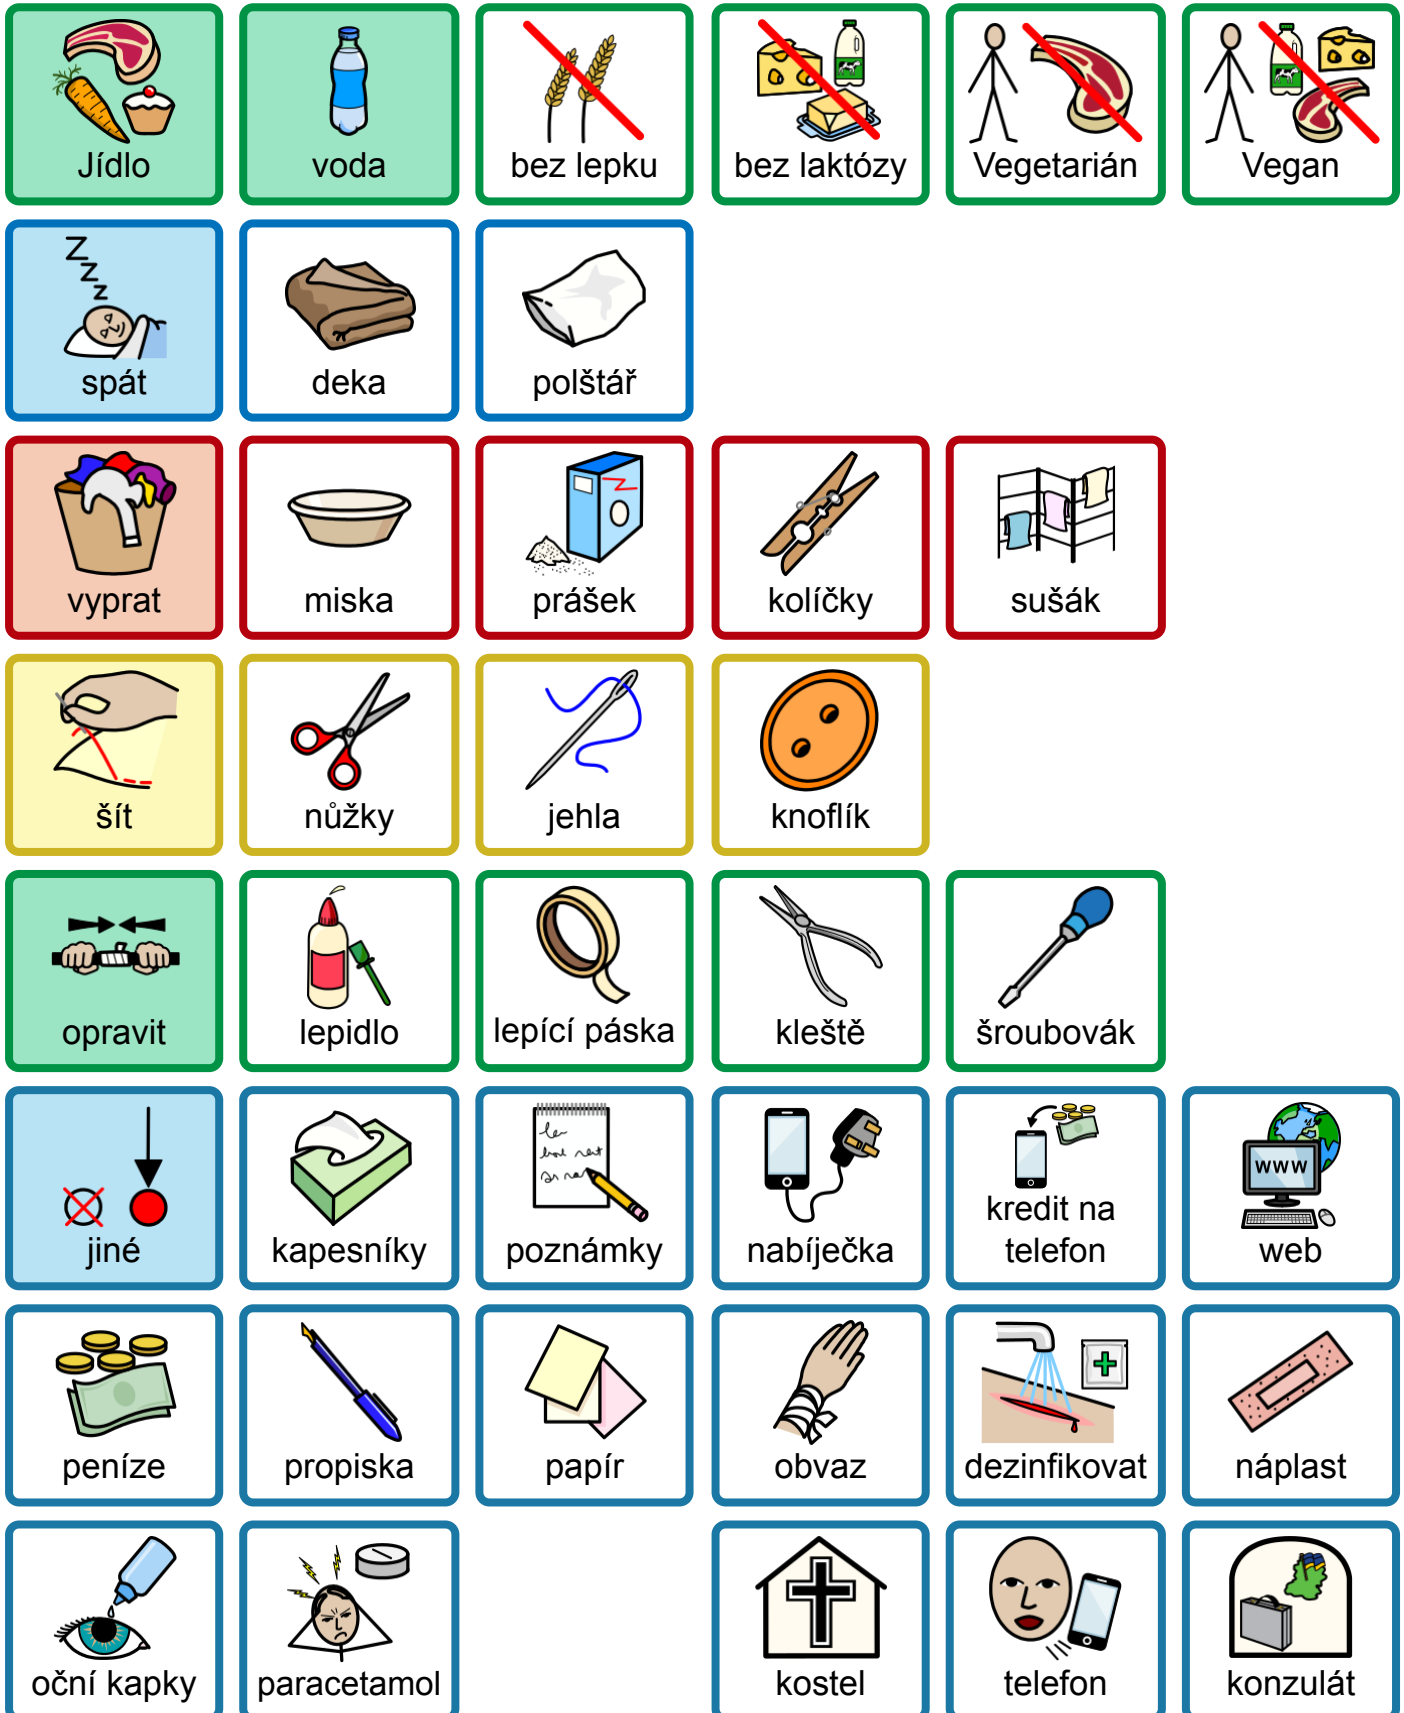 Jídlo
voda
bez lepku
bez laktózy
Vegetarián
Vegan
spát
deka
polštář
vyprat
miska
prášek
kolíčky
sušák
šít
nůžky
jehla
knoflík
opravit
lepidlo
lepící páska
kleště
šroubovák
jiné
kapesníky
poznámky
nabíječka
kredit na
telefon
www
web
peníze
propiska
papír
obvaz
dezinfikovat
náplast
oční kapky
paracetamol
kostel
telefon
konzulát